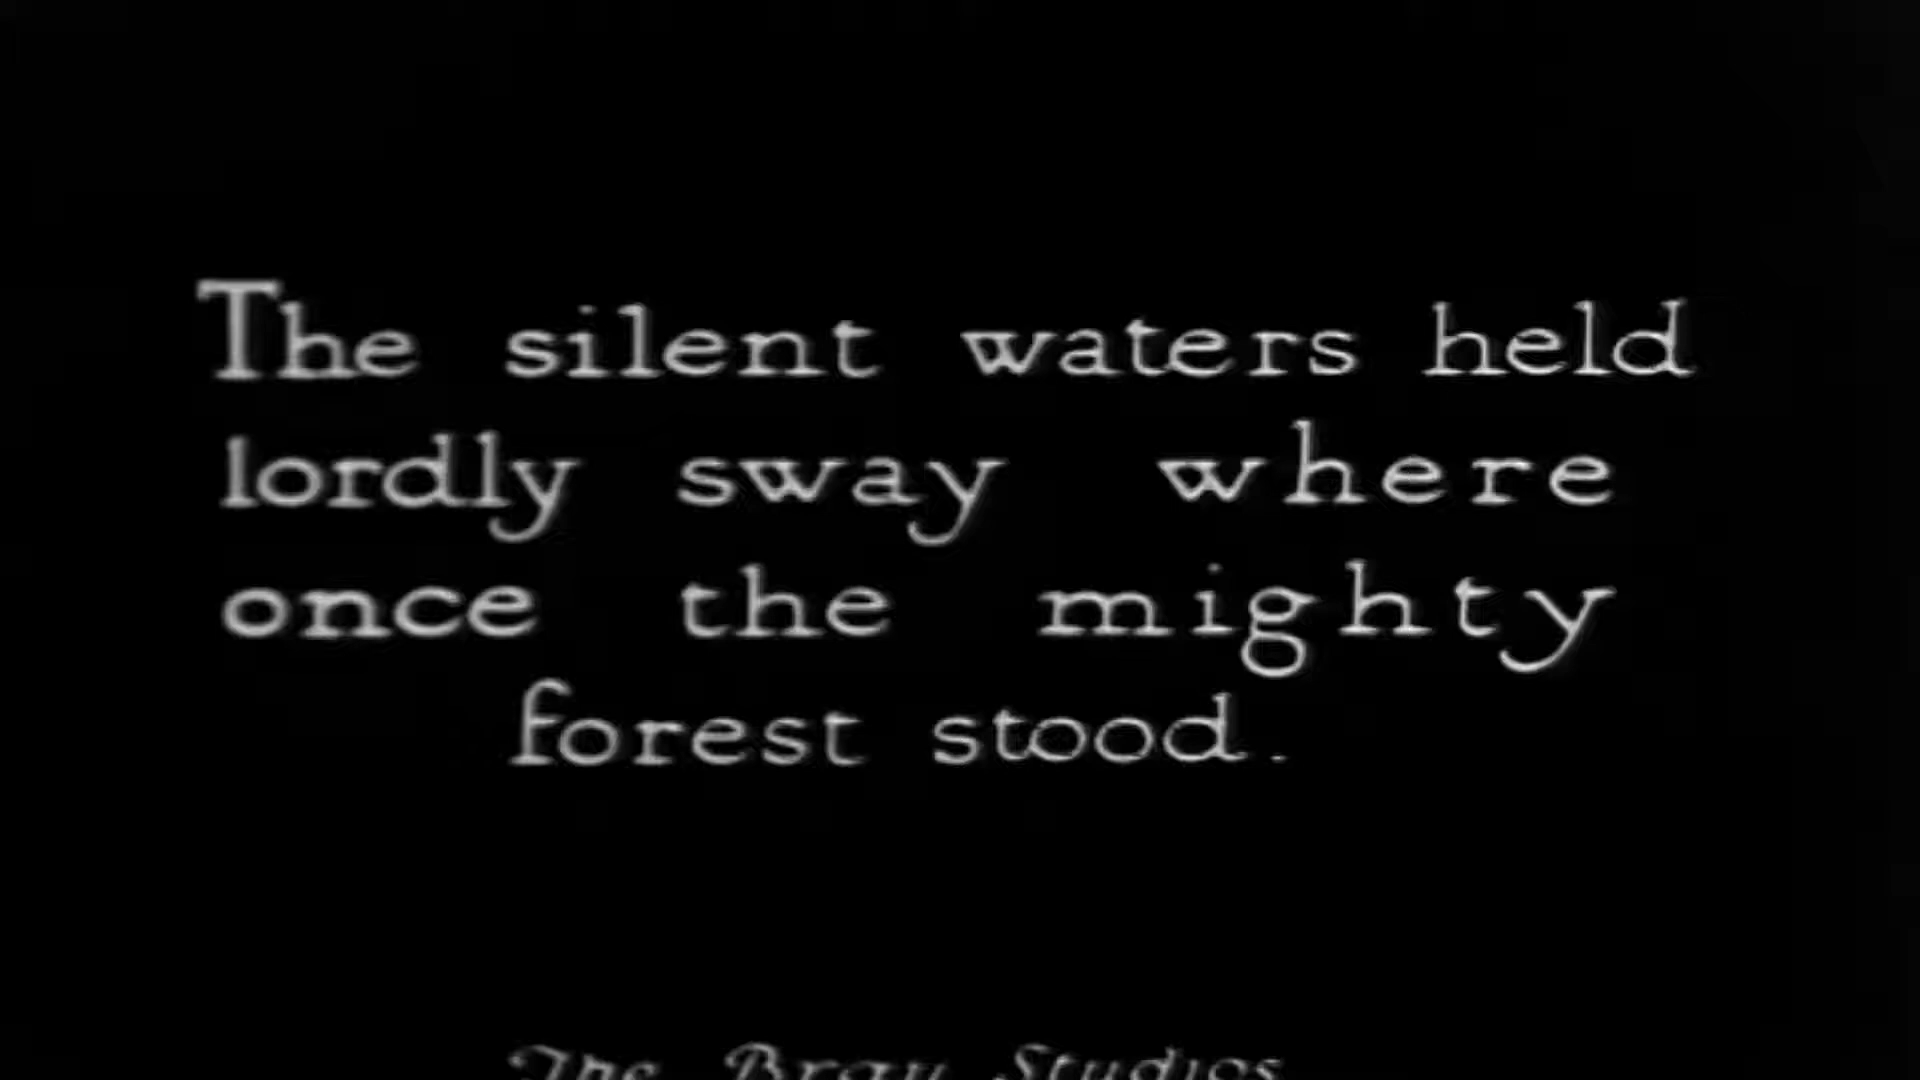 The silent waters held
lordly sway where
once the mighty
forest stood.
The Bray Studios